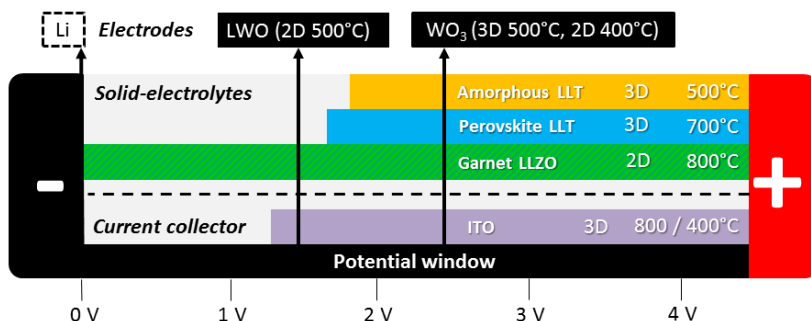 Li Electrodes LWO (2D 500°C) WO₃ (3D 500°C, 2D 400°C)
Solid-electrolytes Amorphous LLT 3D 500°C
Perovskite LLT 3D 700°C
Garnet LLZO 2D 800°C
- +
Current collector ITO 3D 800 / 400°C
Potential window
0 V 1 V 2 V 3 V 4 V